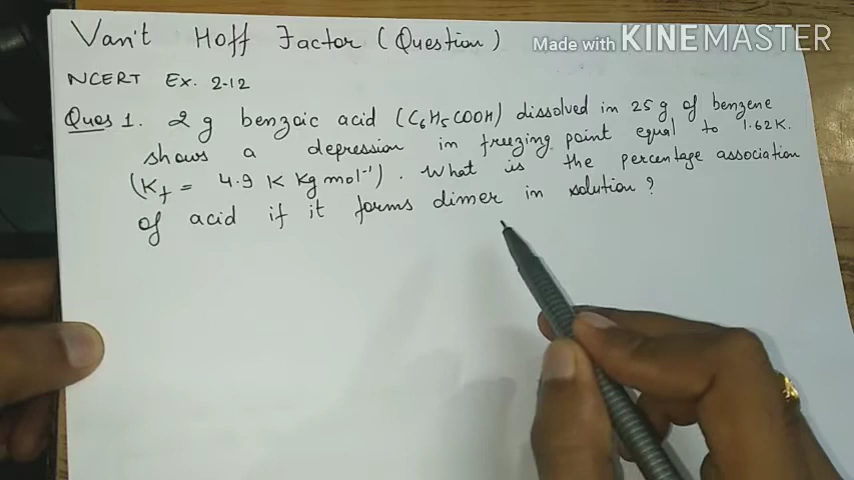 Van't Hoff Factor (Question)
Made with KINEMASTER
NCERT Ex. 2.12
Ques 1. 2 g benzoic acid (C6H5COOH) dissolved in 25 g of benzene
shows a depression in freezing point equal to 1.62 K.
(Kf = 4.9 K Kg mol⁻¹). What is the percentage association
of acid if it forms dimer in solution?